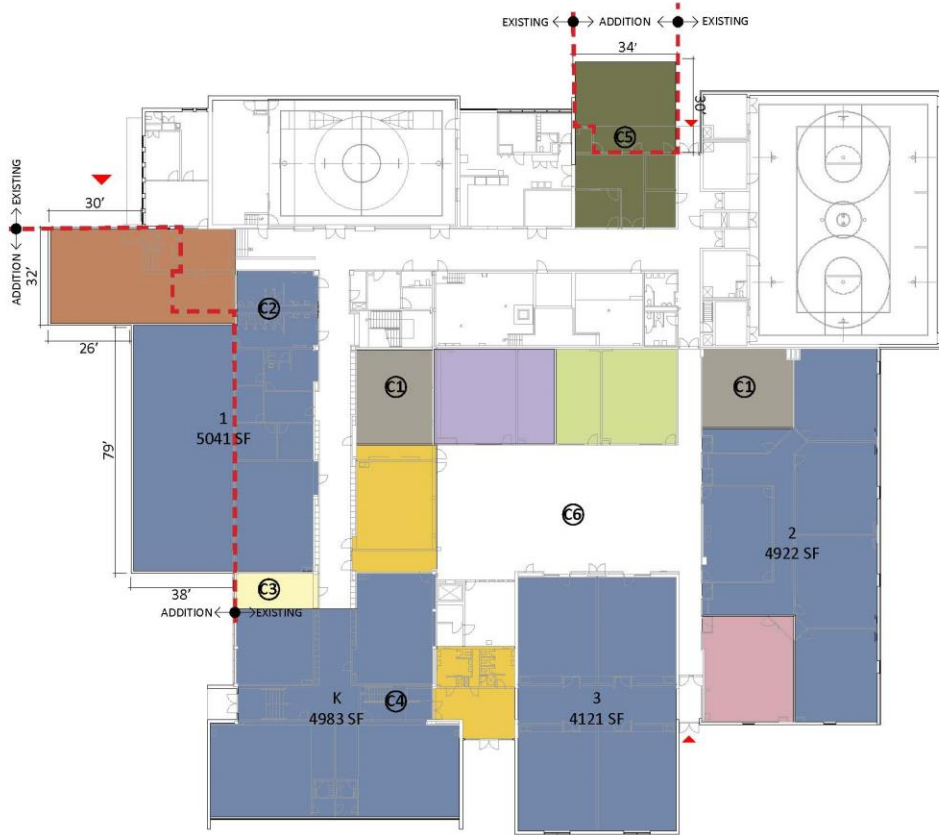 EXISTING ADDITION EXISTING
34'
30'
C5
EXISTING
ADDITION
30'
32'
26'
C2
C1
C1
1
5041 SF
79'
C6
2
4922 SF
C3
38'
ADDITION EXISTING
K
4983 SF
C4
3
4121 SF